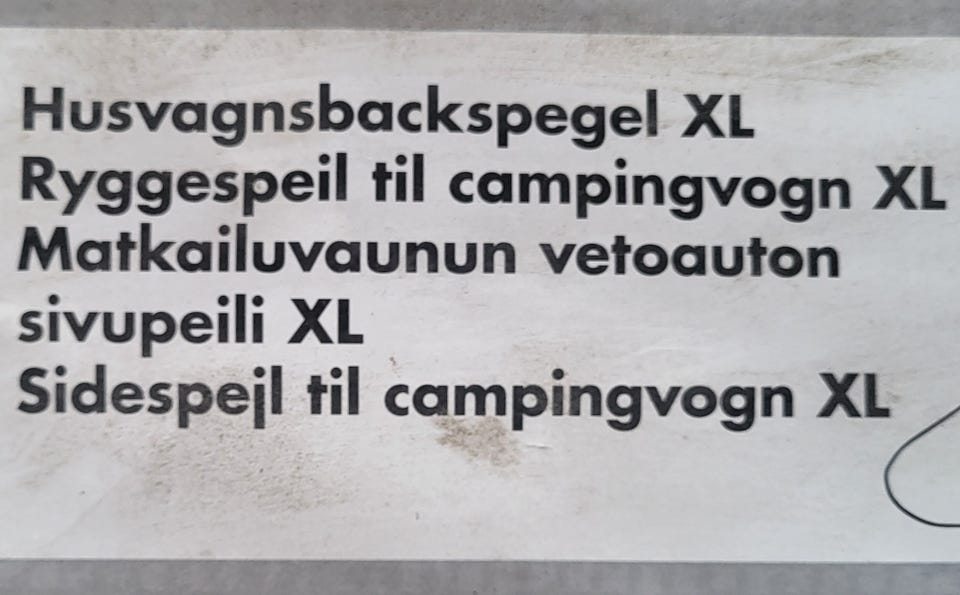 Husvagnsbackspegel XL
Ryggespeil til campingvogn XL
Matkailuvaunun vetoauton
sivupeili XL
Sidespejl til campingvogn XL